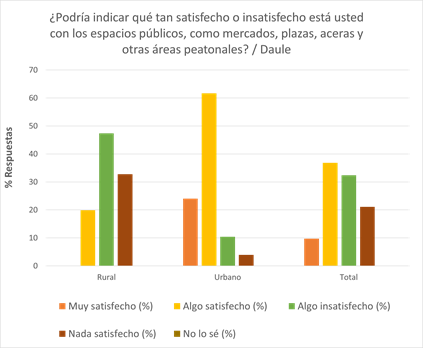 ¿Podría indicar qué tan satisfecho o insatisfecho está usted
con los espacios públicos, como mercados, plazas, aceras y
otras áreas peatonales? / Daule
% Respuestas
70
60
50
40
30
20
10
0
Rural Urbano Total
Muy satisfecho (%) Algo satisfecho (%) Algo insatisfecho (%)
Nada satisfecho (%) No lo sé (%)